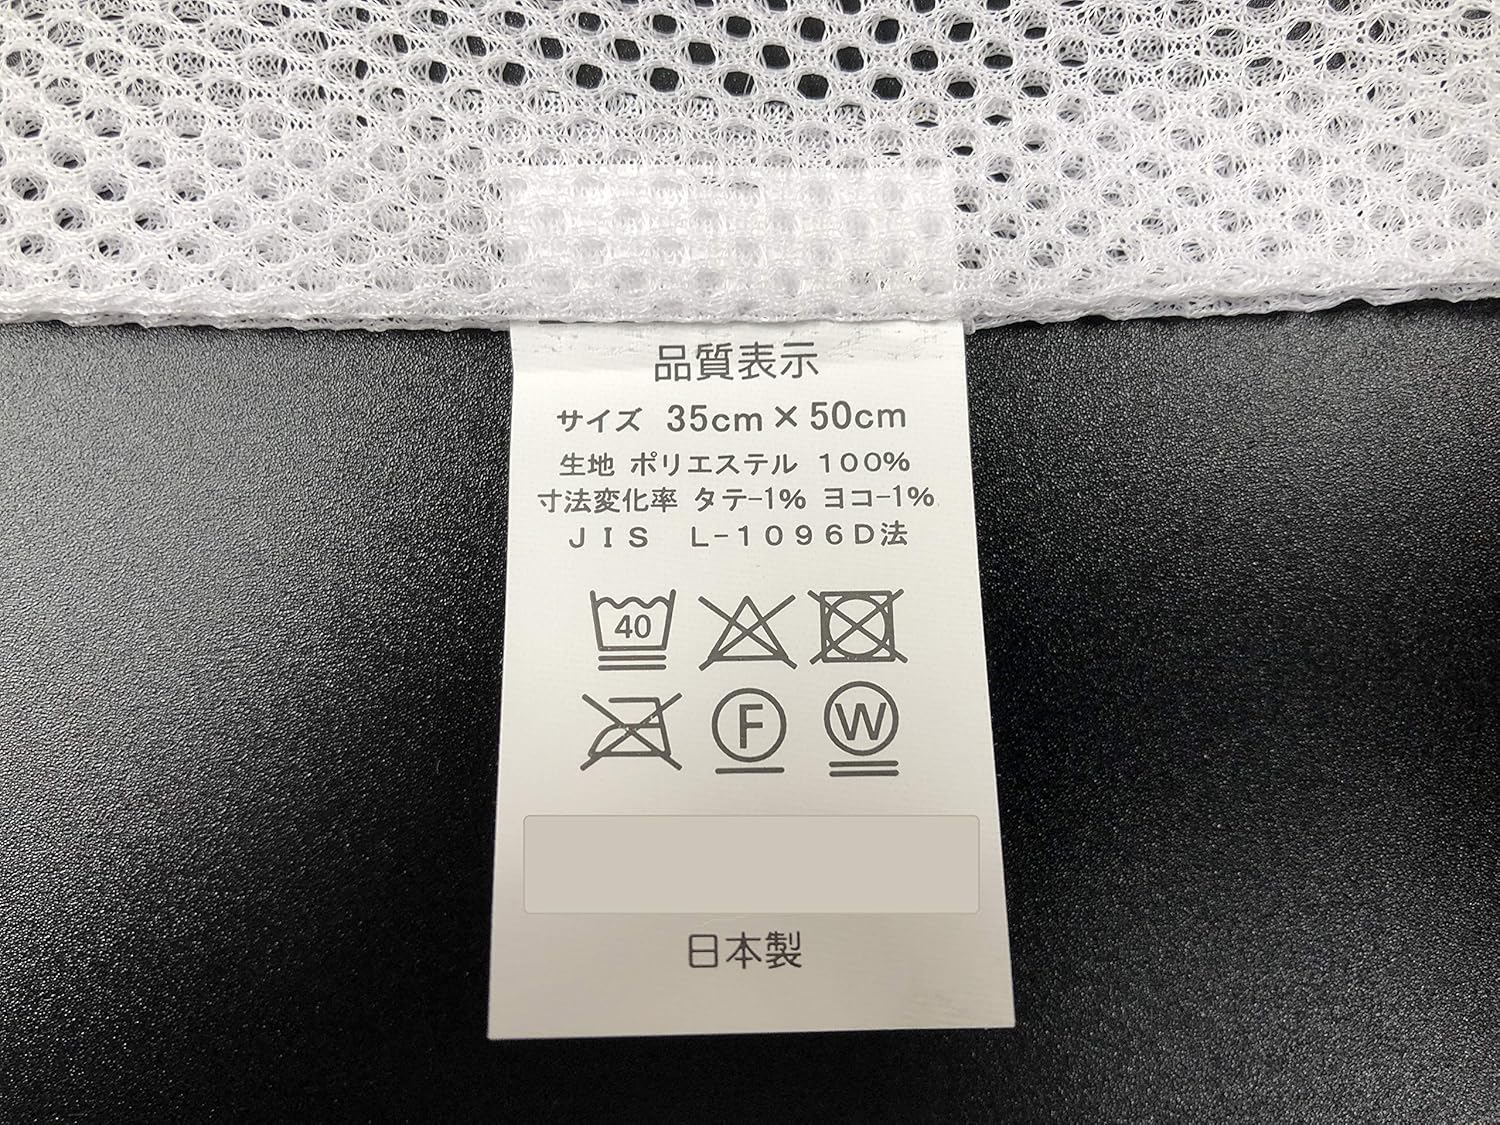 品質表示
サイズ 35cm×50cm
生地 ポリエステル 100%
寸法変化率 タテ-1% ヨコ-1%
JIS L-1096D法
40
F W
日本製